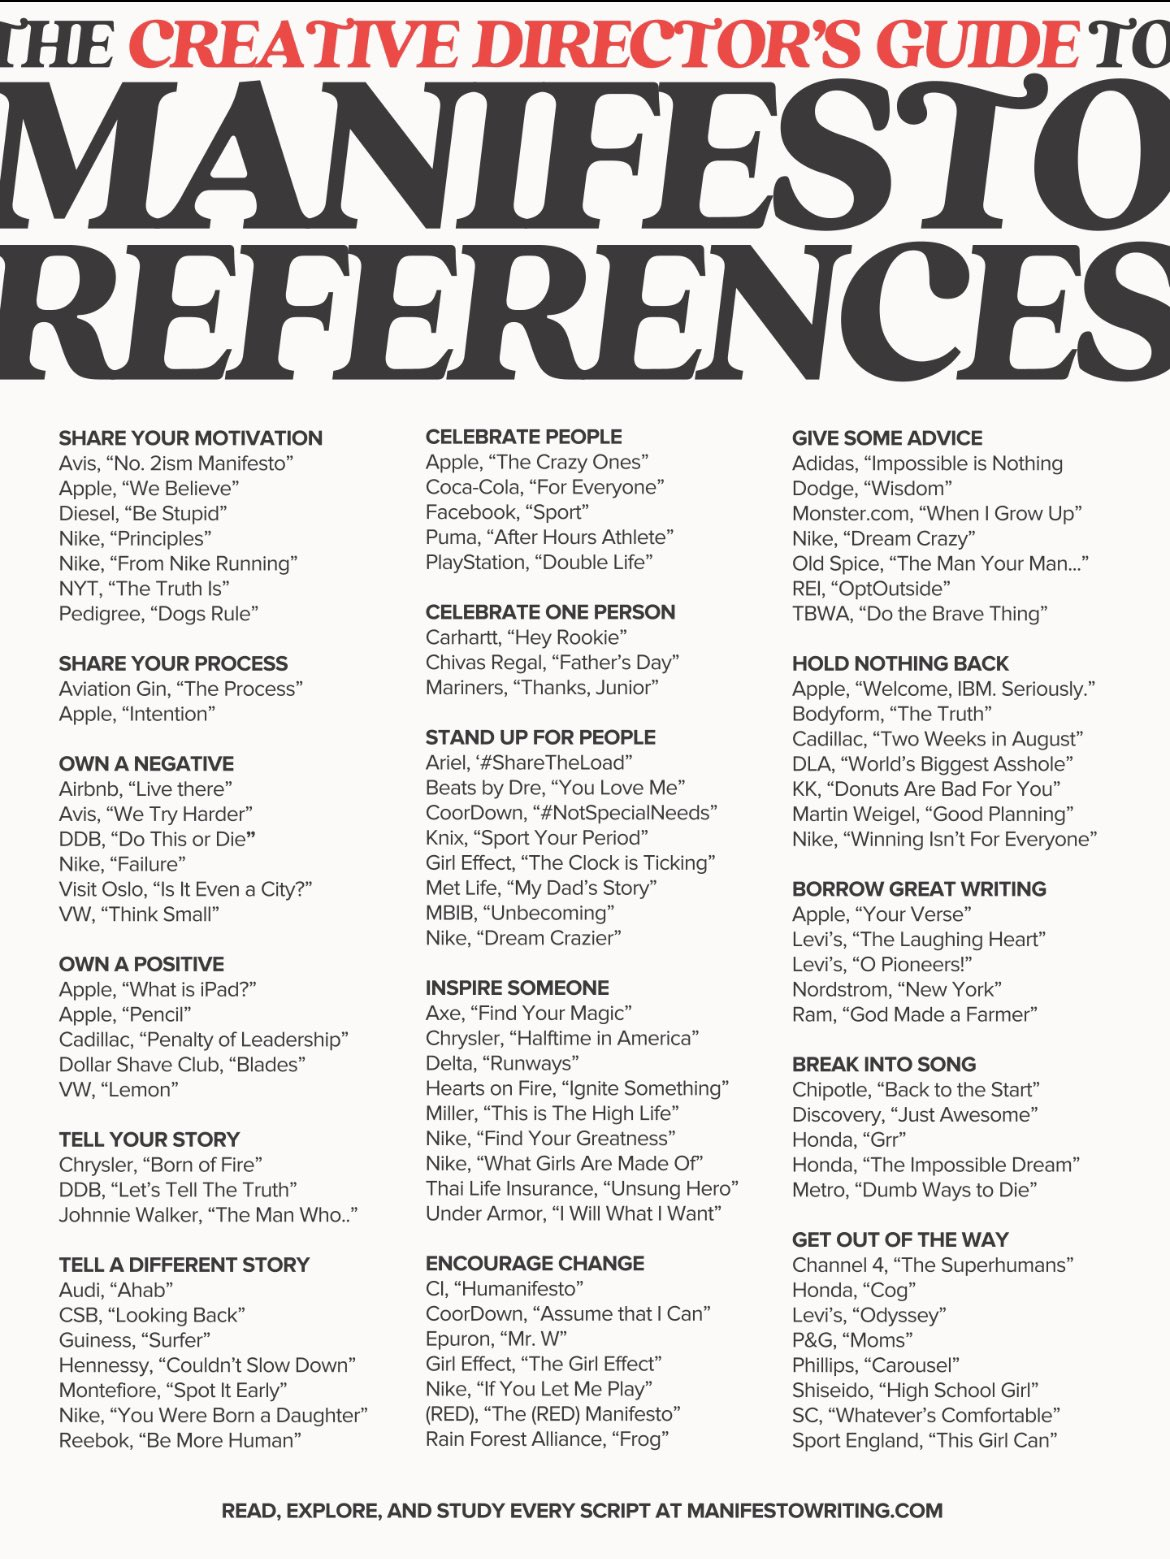 THE CREATIVE DIRECTOR'S GUIDE TO
MANIFESTO
REFERENCES
SHARE YOUR MOTIVATION
Avis, “No. 2ism Manifesto”
Apple, “We Believe”
Diesel, “Be Stupid”
Nike, “Principles”
Nike, “From Nike Running”
NYT, “The Truth Is”
Pedigree, “Dogs Rule”
SHARE YOUR PROCESS
Aviation Gin, “The Process”
Apple, “Intention”
OWN A NEGATIVE
Airbnb, “Live there”
Avis, “We Try Harder”
DDB, “Do This or Die”
Nike, “Failure”
Visit Oslo, “Is It Even a City?”
VW, “Think Small”
OWN A POSITIVE
Apple, “What is iPad?”
Apple, “Pencil”
Cadillac, “Penalty of Leadership”
Dollar Shave Club, “Blades”
VW, “Lemon”
TELL YOUR STORY
Chrysler, “Born of Fire”
DDB, “Let’s Tell The Truth”
Johnnie Walker, “The Man Who..”
TELL A DIFFERENT STORY
Audi, “Ahab”
CSB, “Looking Back”
Guiness, “Surfer”
Hennessy, “Couldn’t Slow Down”
Montefiore, “Spot It Early”
Nike, “You Were Born a Daughter”
Reebok, “Be More Human”
CELEBRATE PEOPLE
Apple, “The Crazy Ones”
Coca-Cola, “For Everyone”
Facebook, “Sport”
Puma, “After Hours Athlete”
PlayStation, “Double Life”
CELEBRATE ONE PERSON
Carhartt, “Hey Rookie”
Chivas Regal, “Father’s Day”
Mariners, “Thanks, Junior”
STAND UP FOR PEOPLE
Ariel, ‘#ShareTheLoad”
Beats by Dre, “You Love Me”
CoorDown, “#NotSpecialNeeds”
Knix, “Sport Your Period”
Girl Effect, “The Clock is Ticking”
Met Life, “My Dad’s Story”
MBIB, “Unbecoming”
Nike, “Dream Crazier”
INSPIRE SOMEONE
Axe, “Find Your Magic”
Chrysler, “Halftime in America”
Delta, “Runways”
Hearts on Fire, “Ignite Something”
Miller, “This is The High Life”
Nike, “Find Your Greatness”
Nike, “What Girls Are Made Of”
Thai Life Insurance, “Unsung Hero”
Under Armor, “I Will What I Want”
ENCOURAGE CHANGE
CI, “Humanifesto”
CoorDown, “Assume that I Can”
Epuron, “Mr. W”
Girl Effect, “The Girl Effect”
Nike, “If You Let Me Play”
(RED), “The (RED) Manifesto”
Rain Forest Alliance, “Frog”
GIVE SOME ADVICE
Adidas, “Impossible is Nothing
Dodge, “Wisdom”
Monster.com, “When I Grow Up”
Nike, “Dream Crazy”
Old Spice, “The Man Your Man...”
REI, “OptOutside”
TBWA, “Do the Brave Thing”
HOLD NOTHING BACK
Apple, “Welcome, IBM. Seriously.”
Bodyform, “The Truth”
Cadillac, “Two Weeks in August”
DLA, “World’s Biggest Asshole”
KK, “Donuts Are Bad For You”
Martin Weigel, “Good Planning”
Nike, “Winning Isn’t For Everyone”
BORROW GREAT WRITING
Apple, “Your Verse”
Levi’s, “The Laughing Heart”
Levi’s, “O Pioneers!”
Nordstrom, “New York”
Ram, “God Made a Farmer”
BREAK INTO SONG
Chipotle, “Back to the Start”
Discovery, “Just Awesome”
Honda, “Grr”
Honda, “The Impossible Dream”
Metro, “Dumb Ways to Die”
GET OUT OF THE WAY
Channel 4, “The Superhumans”
Honda, “Cog”
Levi’s, “Odyssey”
P&G, “Moms”
Phillips, “Carousel”
Shiseido, “High School Girl”
SC, “Whatever’s Comfortable”
Sport England, “This Girl Can”
READ, EXPLORE, AND STUDY EVERY SCRIPT AT MANIFESTOWRITING.COM